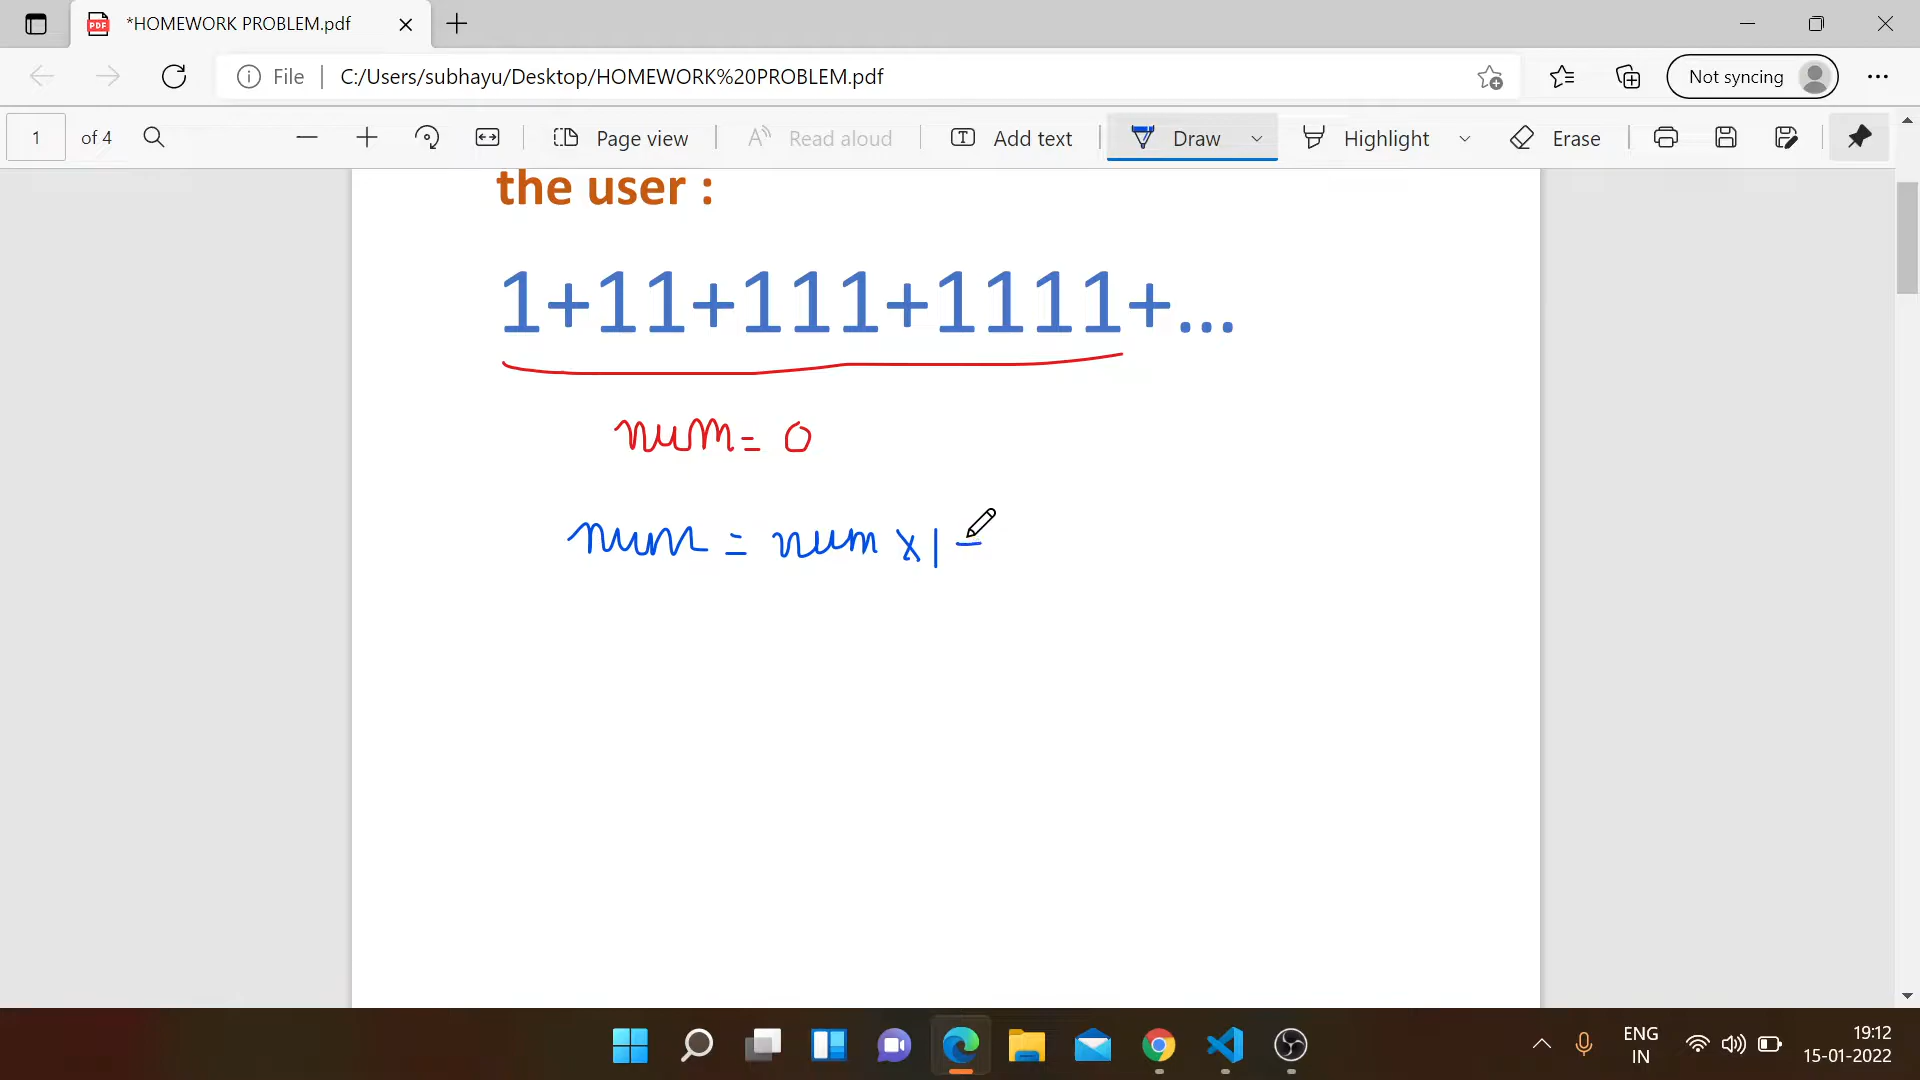 *HOMEWORK PROBLEM.pdf
File C:/Users/subhayu/Desktop/HOMEWORK%20PROBLEM.pdf Not syncing
1 of 4 Page view Read aloud Add text Draw Highlight Erase
the user :
1+11+111+1111+...
num = 0
num = num × 1 -
ENG 19:12
IN 15-01-2022